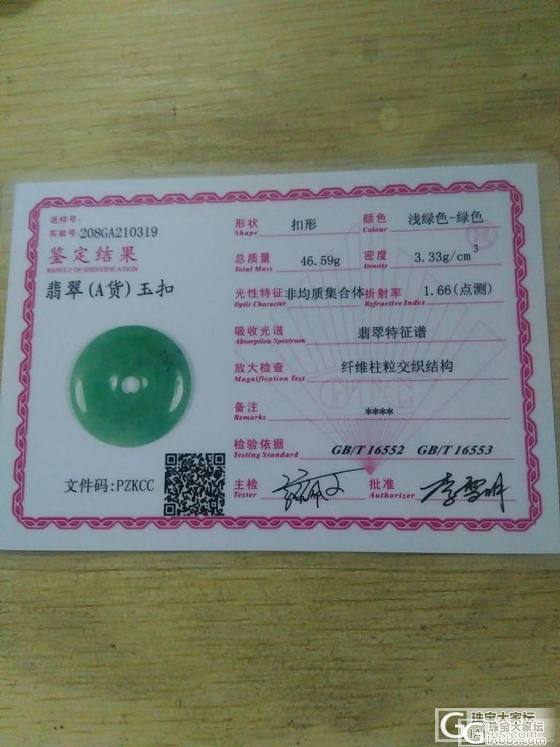 送样号:
实验号 208GA210319
鉴定结果
RESULT OF IDENTIFICATION
翡翠(A货)玉扣
文件码:PZKCC
形状 扣形 颜色 浅绿色-绿色
Shape Colour
总质量 46.59g 密度 3.33g/cm³
Total Mass Density
光性特征 非均质集合体 折射率 1.66(点测)
Optic Character Refractive Index
吸收光谱 翡翠特征谱
Absorption Spectrum
放大检查 纤维柱粒交织结构
Magnification Test
备注 ****
Remarks
检验依据 GB/T 16552 GB/T 16553
Testing Standard
主检 批准 李雪明
Tester Authorizer
GTC
R